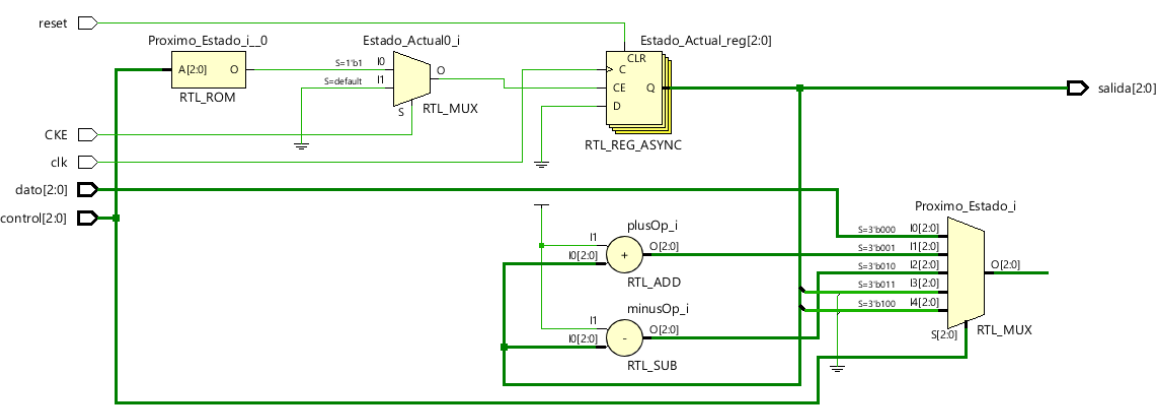 reset
Proximo_Estado_i__0
A[2:0] O
RTL_ROM
Estado_Actual0_i
S=1'b1 I0
S=default I1
O
S
RTL_MUX
Estado_Actual_reg[2:0]
CLR
C
CE Q
D
RTL_REG_ASYNC
salida[2:0]
CKE
clk
dato[2:0]
control[2:0]
plusOp_i
I1
I0[2:0]
+
O[2:0]
RTL_ADD
minusOp_i
I1
I0[2:0]
-
O[2:0]
RTL_SUB
Proximo_Estado_i
S=3'b000 I0[2:0]
S=3'b001 I1[2:0]
S=3'b010 I2[2:0]
S=3'b011 I3[2:0]
S=3'b100 I4[2:0]
O[2:0]
S[2:0]
RTL_MUX